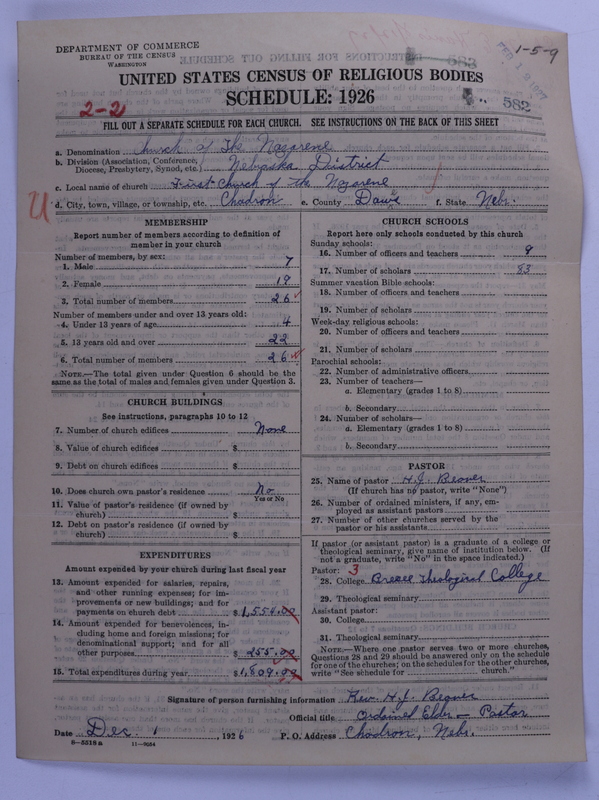 DEPARTMENT OF COMMERCE
BUREAU OF THE CENSUS
WASHINGTON
FEB 19 1927
1-5-9
UNITED STATES CENSUS OF RELIGIOUS BODIES
SCHEDULE: 1926
2-2
582
FILL OUT A SEPARATE SCHEDULE FOR EACH CHURCH. SEE INSTRUCTIONS ON THE BACK OF THIS SHEET
a. Denomination Church of The Nazarene
b. Division (Association, Conference, Diocese, Presbytery, Synod, etc.) Nebraska District
c. Local name of church First Church of the Nazarene
d. City, town, village, or township, etc. Chadron e. County Dawes f. State Nebr.
MEMBERSHIP
Report number of members according to definition of
member in your church
Number of members, by sex:
1. Male 7
2. Female 19
3. Total number of members 26
Number of members under and over 13 years old:
4. Under 13 years of age 4
5. 13 years old and over 22
6. Total number of members 26
NOTE.—The total given under Question 6 should be the
same as the total of males and females given under Question 3.
CHURCH BUILDINGS
See instructions, paragraphs 10 to 12
7. Number of church edifices None
8. Value of church edifices $
9. Debt on church edifices $
10. Does church own pastor's residence No
Yes or No
11. Value of pastor's residence (if owned by
church) $
12. Debt on pastor's residence (if owned by
church) $
EXPENDITURES
Amount expended by your church during last fiscal year
13. Amount expended for salaries, repairs,
and other running expenses; for im-
provements or new buildings; and for
payments on church debt $1,554.00
14. Amount expended for benevolences, in-
cluding home and foreign missions; for
denominational support; and for all
other purposes $ 255.00
15. Total expenditures during year $1,809.00
CHURCH SCHOOLS
Report here only schools conducted by this church
Sunday schools:
16. Number of officers and teachers 9
17. Number of scholars 83
Summer vacation Bible schools:
18. Number of officers and teachers
19. Number of scholars
Week-day religious schools:
20. Number of officers and teachers
21. Number of scholars
Parochial schools:
22. Number of administrative officers
23. Number of teachers—
a. Elementary (grades 1 to 8)
b. Secondary
24. Number of scholars—
a. Elementary (grades 1 to 8)
b. Secondary
PASTOR
25. Name of pastor H.J. Beaver
(If church has no pastor, write "None")
26. Number of ordained ministers, if any, em-
ployed as assistant pastors
27. Number of other churches served by the
pastor or his assistants
If pastor (or assistant pastor) is a graduate of a college or
theological seminary, give name of institution below. (If
not a graduate, write "No" in the space indicated.)
Pastor: 3
28. College Bresee Theological College
29. Theological seminary
Assistant pastor:
30. College
31. Theological seminary
NOTE.—Where one pastor serves two or more churches,
Questions 28 and 29 should be answered only on the schedule
for one of the churches; on the schedules for the other churches,
write "See schedule for church."
Signature of person furnishing information Rev H.J. Beaver
Official title Ordained Elder - Pastor
Date Dec. 1, 1926 P. O. Address Chadron, Nebr.
8-5518a 11-9064